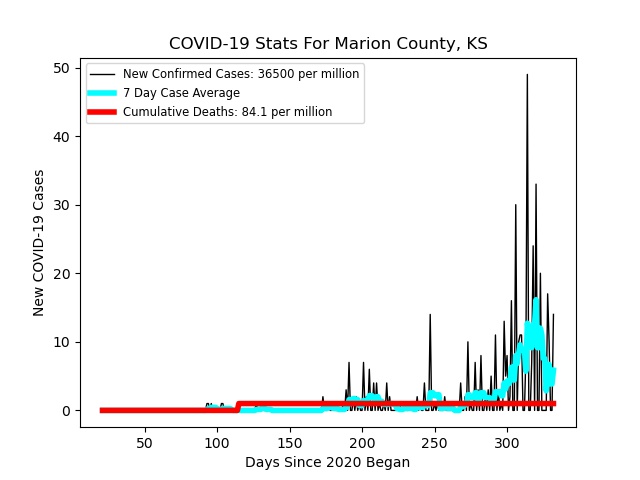 COVID-19 Stats For Marion County, KS
New Confirmed Cases: 36500 per million
7 Day Case Average
Cumulative Deaths: 84.1 per million
New COVID-19 Cases
50
40
30
20
10
0
50 100 150 200 250 300
Days Since 2020 Began